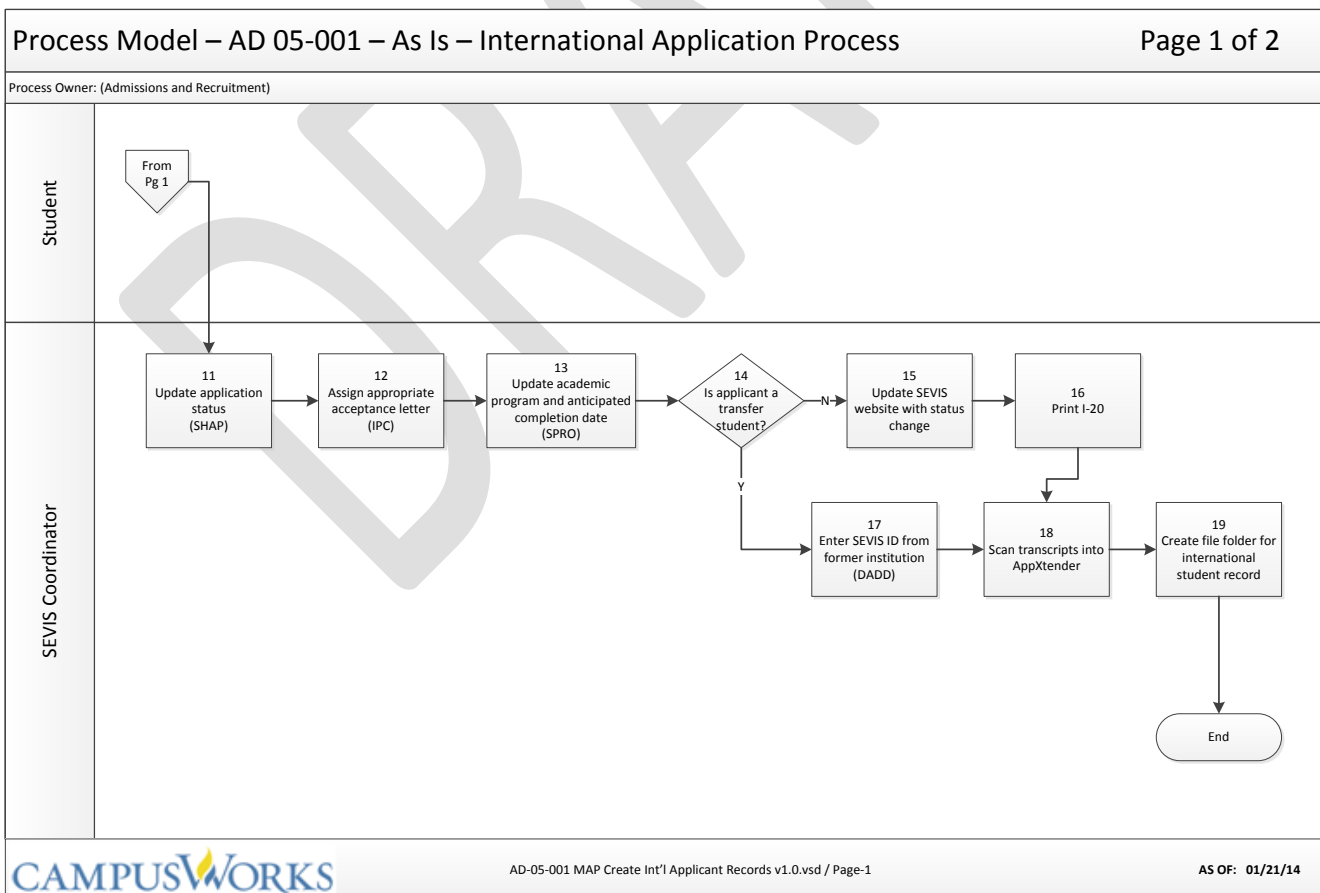 Process Model – AD 05-001 – As Is – International Application Process
Page 1 of 2
Process Owner: (Admissions and Recruitment)
Student
From
Pg 1
SEVIS Coordinator
11
Update application
status
(SHAP)
12
Assign appropriate
acceptance letter
(IPC)
13
Update academic
program and anticipated
completion date
(SPRO)
14
Is applicant a
transfer
student?
N
15
Update SEVIS
website with status
change
16
Print I-20
Y
17
Enter SEVIS ID from
former institution
(DADD)
18
Scan transcripts into
AppXtender
19
Create file folder for
international
student record
End
CAMPUSWORKS
AD-05-001 MAP Create Int'l Applicant Records v1.0.vsd / Page-1
AS OF: 01/21/14